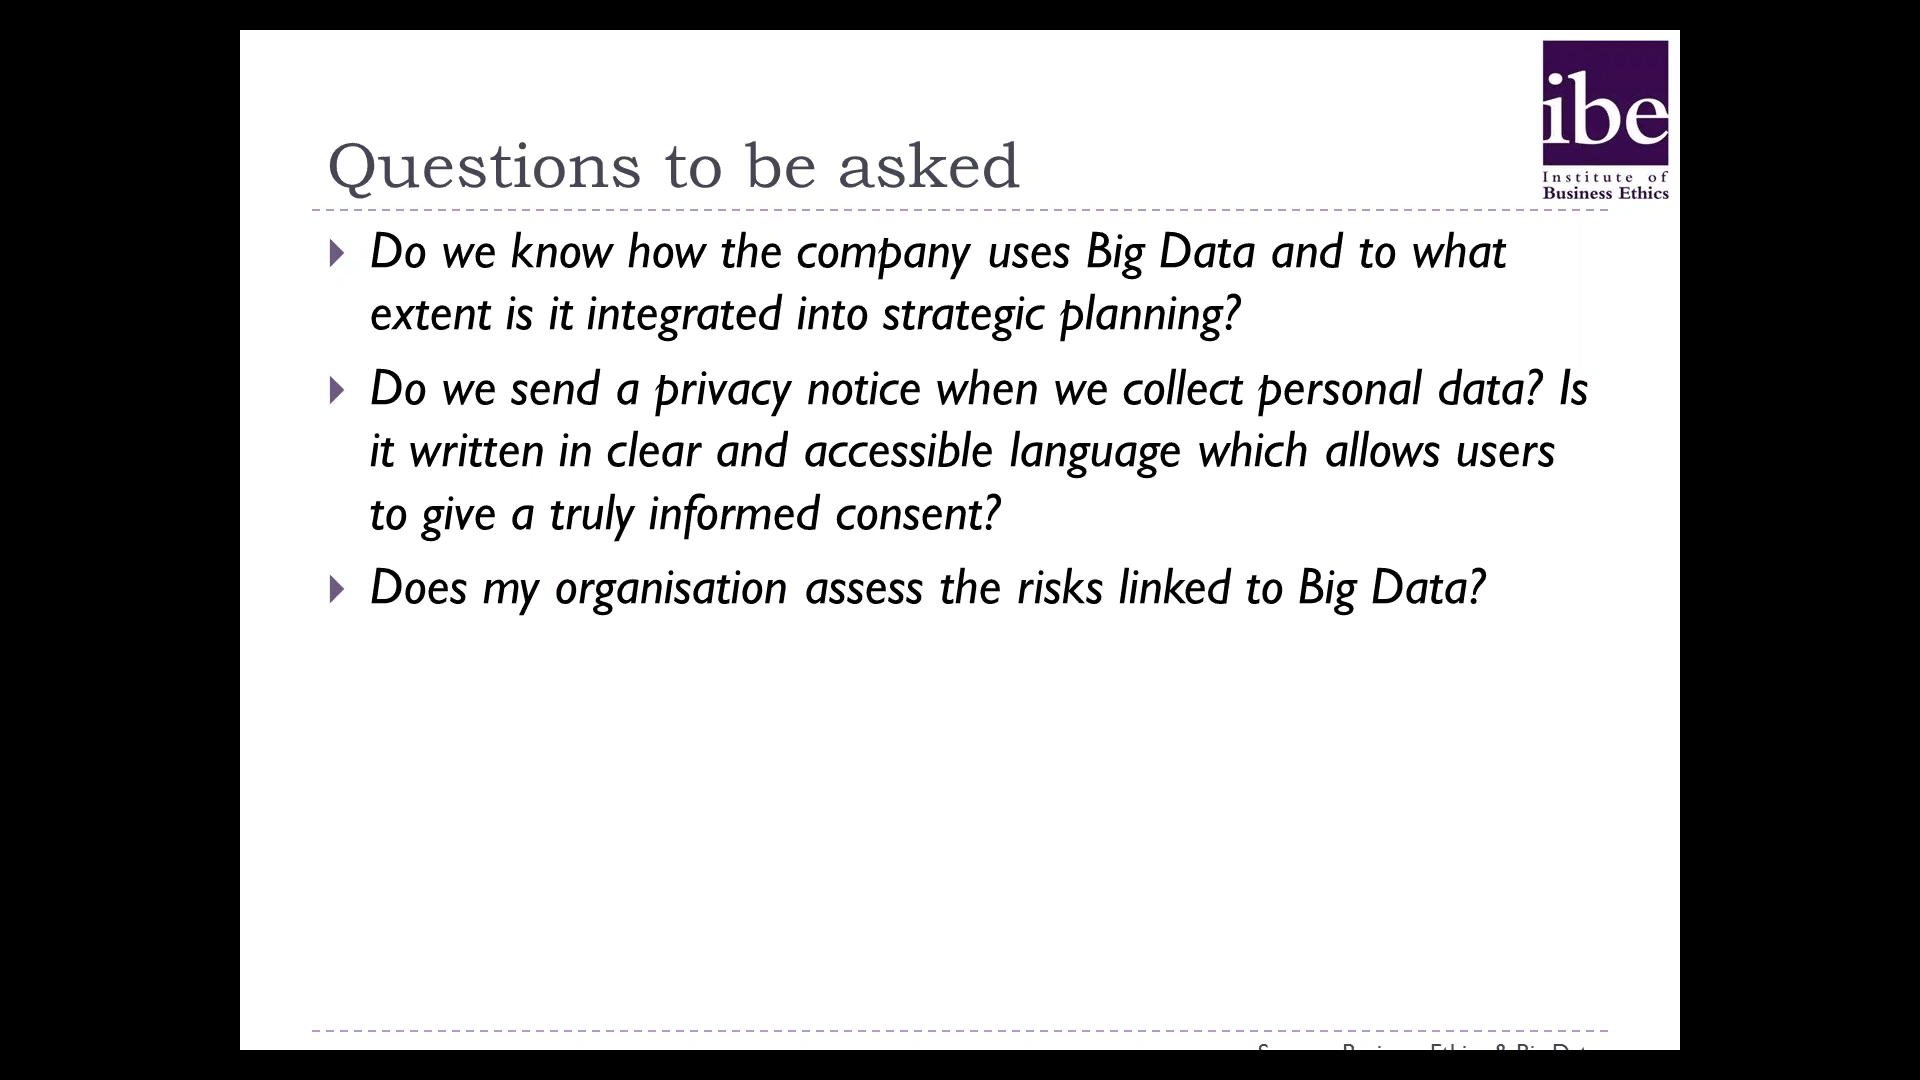 ibe
Institute of
Business Ethics
Questions to be asked
Do we know how the company uses Big Data and to what
extent is it integrated into strategic planning?
Do we send a privacy notice when we collect personal data? Is
it written in clear and accessible language which allows users
to give a truly informed consent?
Does my organisation assess the risks linked to Big Data?